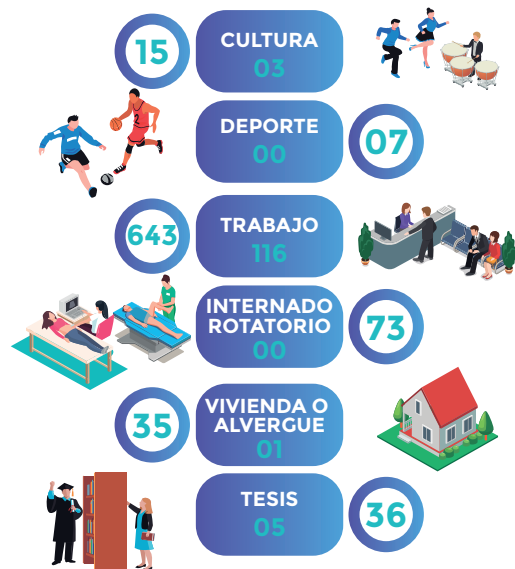 15
CULTURA
03
DEPORTE
00
07
643
TRABAJO
116
INTERNADO
ROTATORIO
00
73
35
VIVIENDA O
ALVERGUE
01
TESIS
05
36